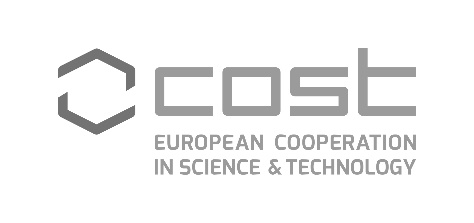 cost
EUROPEAN COOPERATION
IN SCIENCE & TECHNOLOGY